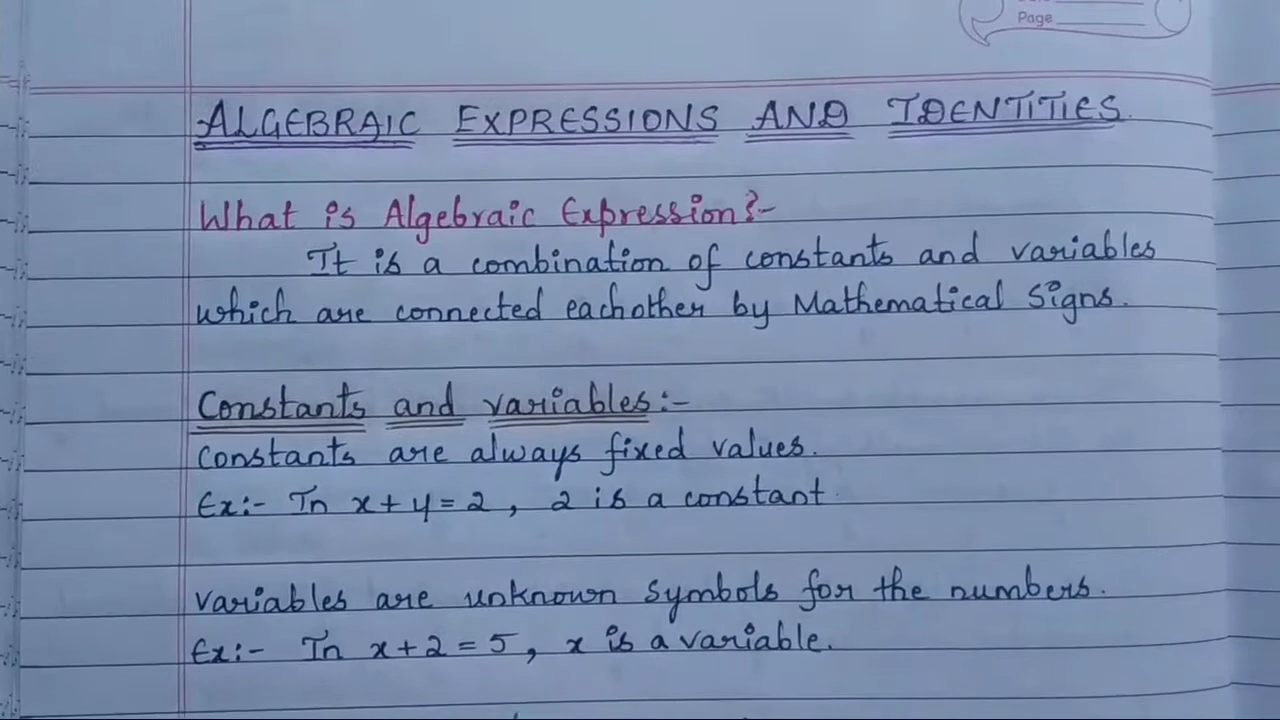 Page
ALGEBRAIC EXPRESSIONS AND IDENTITIES.
What is Algebraic Expression?-
It is a combination of constants and variables
which are connected eachother by Mathematical Signs.
Constants and variables:-
Constants are always fixed values.
Ex:- In x+y=2, 2 is a constant
variables are unknown symbols for the numbers.
Ex:- In x+2=5, x is a variable.